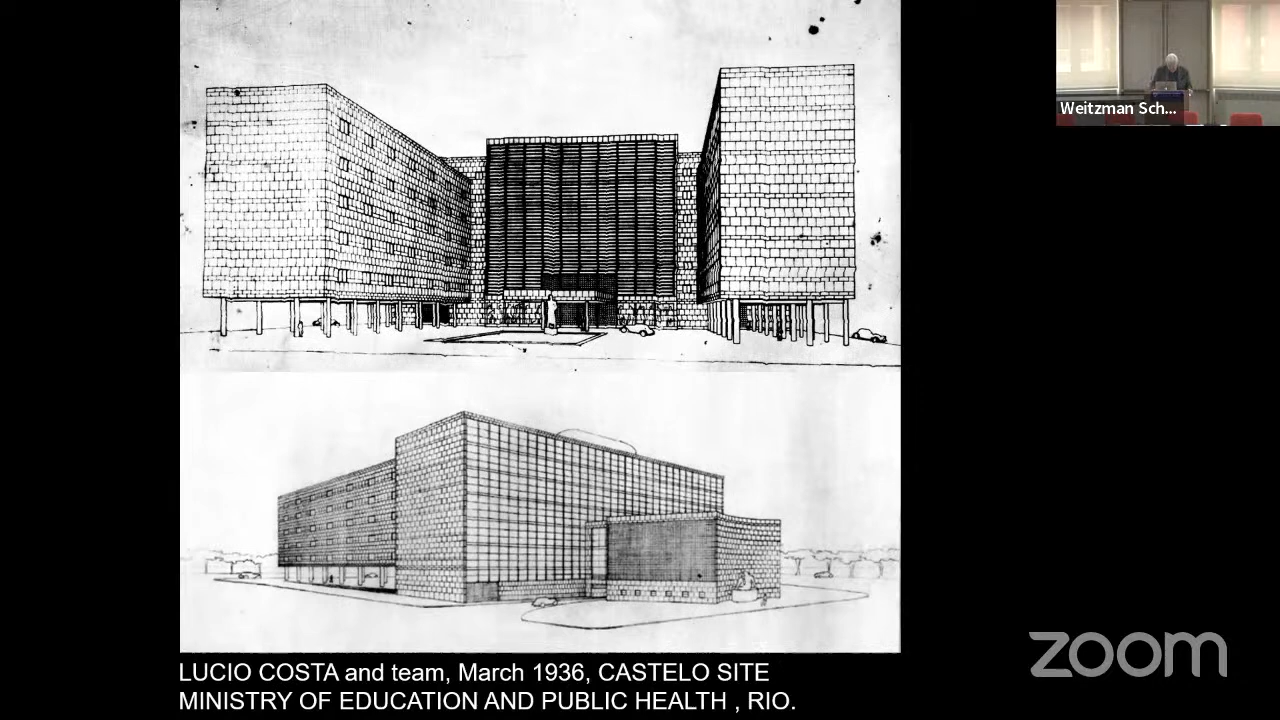 Weitzman Sch...
zoom
LUCIO COSTA and team, March 1936, CASTELO SITE
MINISTRY OF EDUCATION AND PUBLIC HEALTH , RIO.